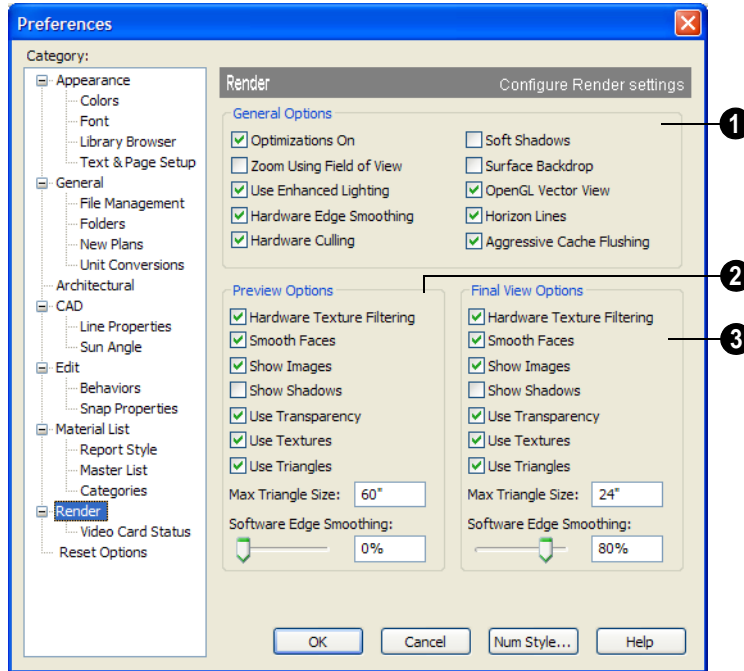 Preferences
Category:
Appearance
Colors
Font
Library Browser
Text & Page Setup
General
File Management
Folders
New Plans
Unit Conversions
Architectural
CAD
Line Properties
Sun Angle
Edit
Behaviors
Snap Properties
Material List
Report Style
Master List
Categories
Render
Video Card Status
Reset Options
Render Configure Render settings
General Options
1
Optimizations On
Zoom Using Field of View
Use Enhanced Lighting
Hardware Edge Smoothing
Hardware Culling
Soft Shadows
Surface Backdrop
OpenGL Vector View
Horizon Lines
Aggressive Cache Flushing
2
Preview Options
Hardware Texture Filtering
Smooth Faces
Show Images
Show Shadows
Use Transparency
Use Textures
Use Triangles
Max Triangle Size: 60"
Software Edge Smoothing:
0%
Final View Options
Hardware Texture Filtering
Smooth Faces
3
Show Images
Show Shadows
Use Transparency
Use Textures
Use Triangles
Max Triangle Size: 24"
Software Edge Smoothing:
80%
OK Cancel Num Style... Help